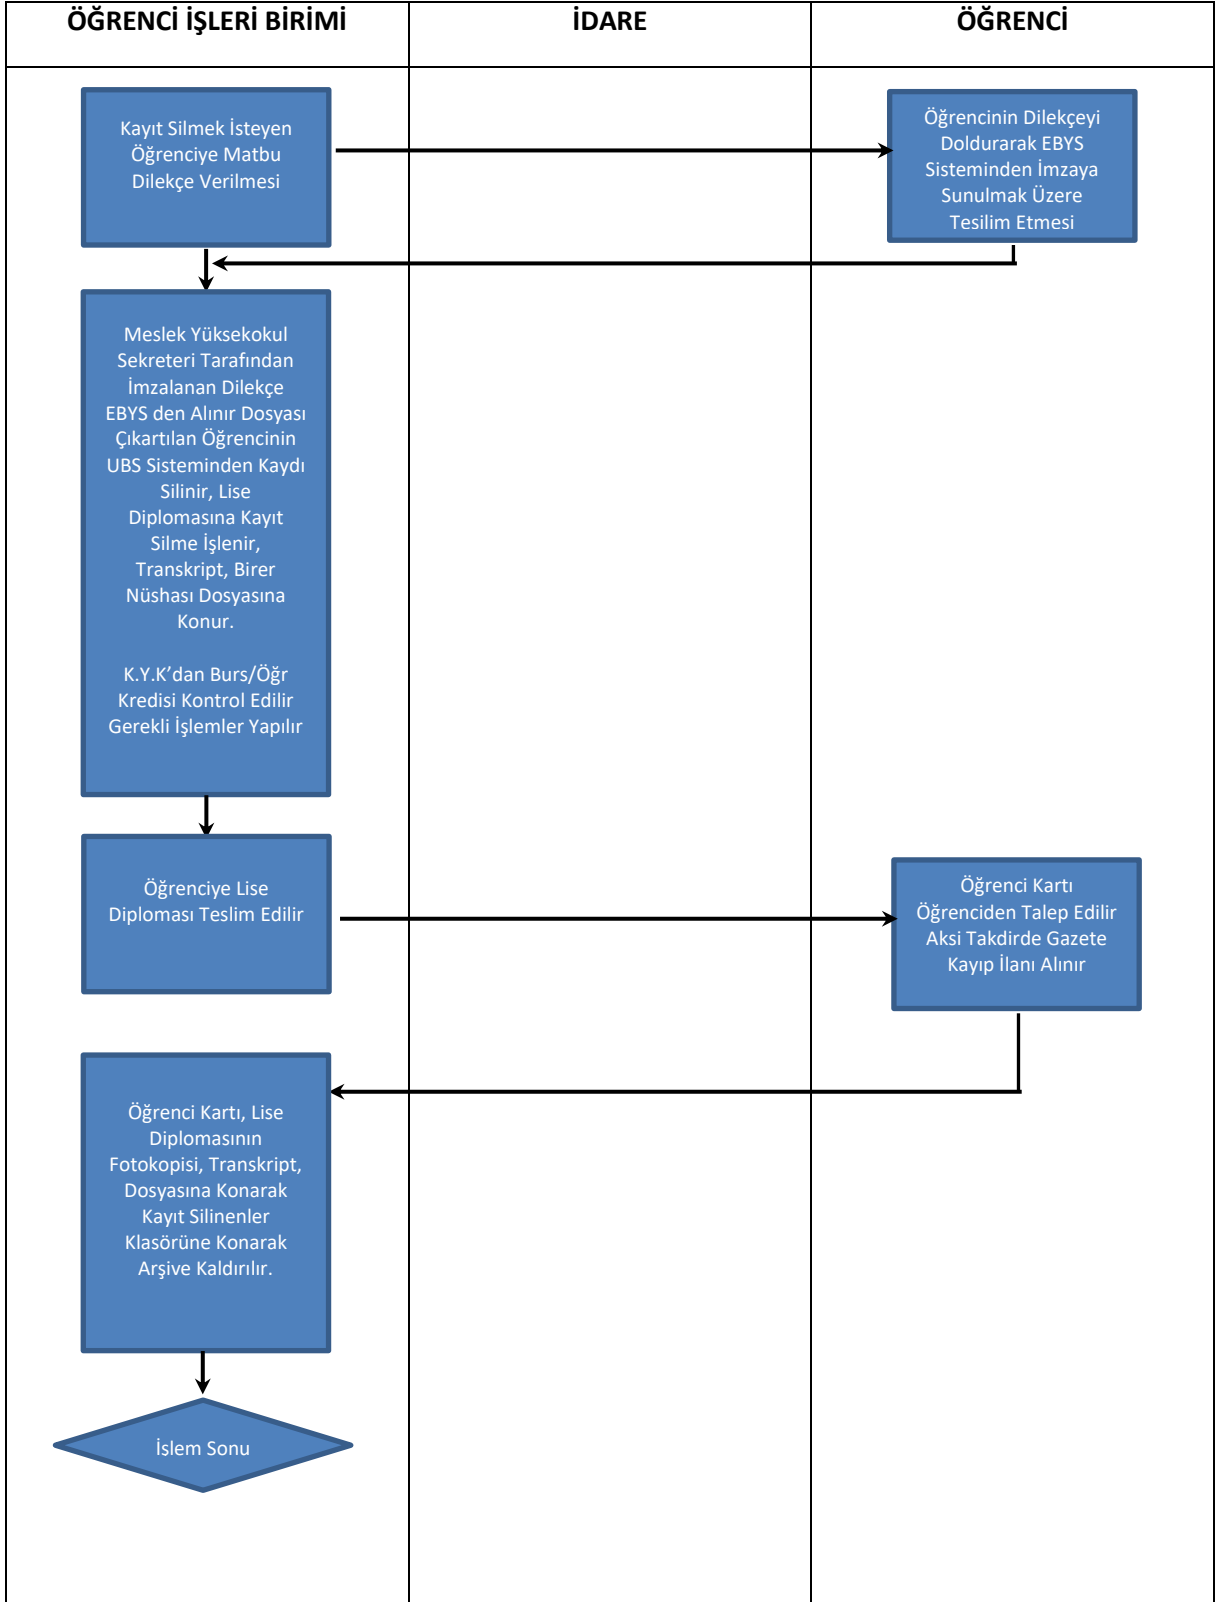 ÖĞRENCİ İŞLERİ BİRİMİ
İDARE
ÖĞRENCİ
Kayıt Silmek İsteyen
Öğrenciye Matbu
Dilekçe Verilmesi
Öğrencinin Dilekçeyi
Doldurarak EBYS
Sisteminden İmzaya
Sunulmak Üzere
Tesilim Etmesi
Meslek Yüksekokul
Sekreteri Tarafından
İmzalanan Dilekçe
EBYS den Alınır Dosyası
Çıkartılan Öğrencinin
UBS Sisteminden Kaydı
Silinir, Lise
Diplomasına Kayıt
Silme İşlenir,
Transkript, Birer
Nüshası Dosyasına
Konur.
K.Y.K’dan Burs/Öğr
Kredisi Kontrol Edilir
Gerekli İşlemler Yapılır
Öğrenciye Lise
Diploması Teslim Edilir
Öğrenci Kartı
Öğrenciden Talep Edilir
Aksi Takdirde Gazete
Kayıp İlanı Alınır
Öğrenci Kartı, Lise
Diplomasının
Fotokopisi, Transkript,
Dosyasına Konarak
Kayıt Silinenler
Klasörüne Konarak
Arşive Kaldırılır.
İslem Sonu